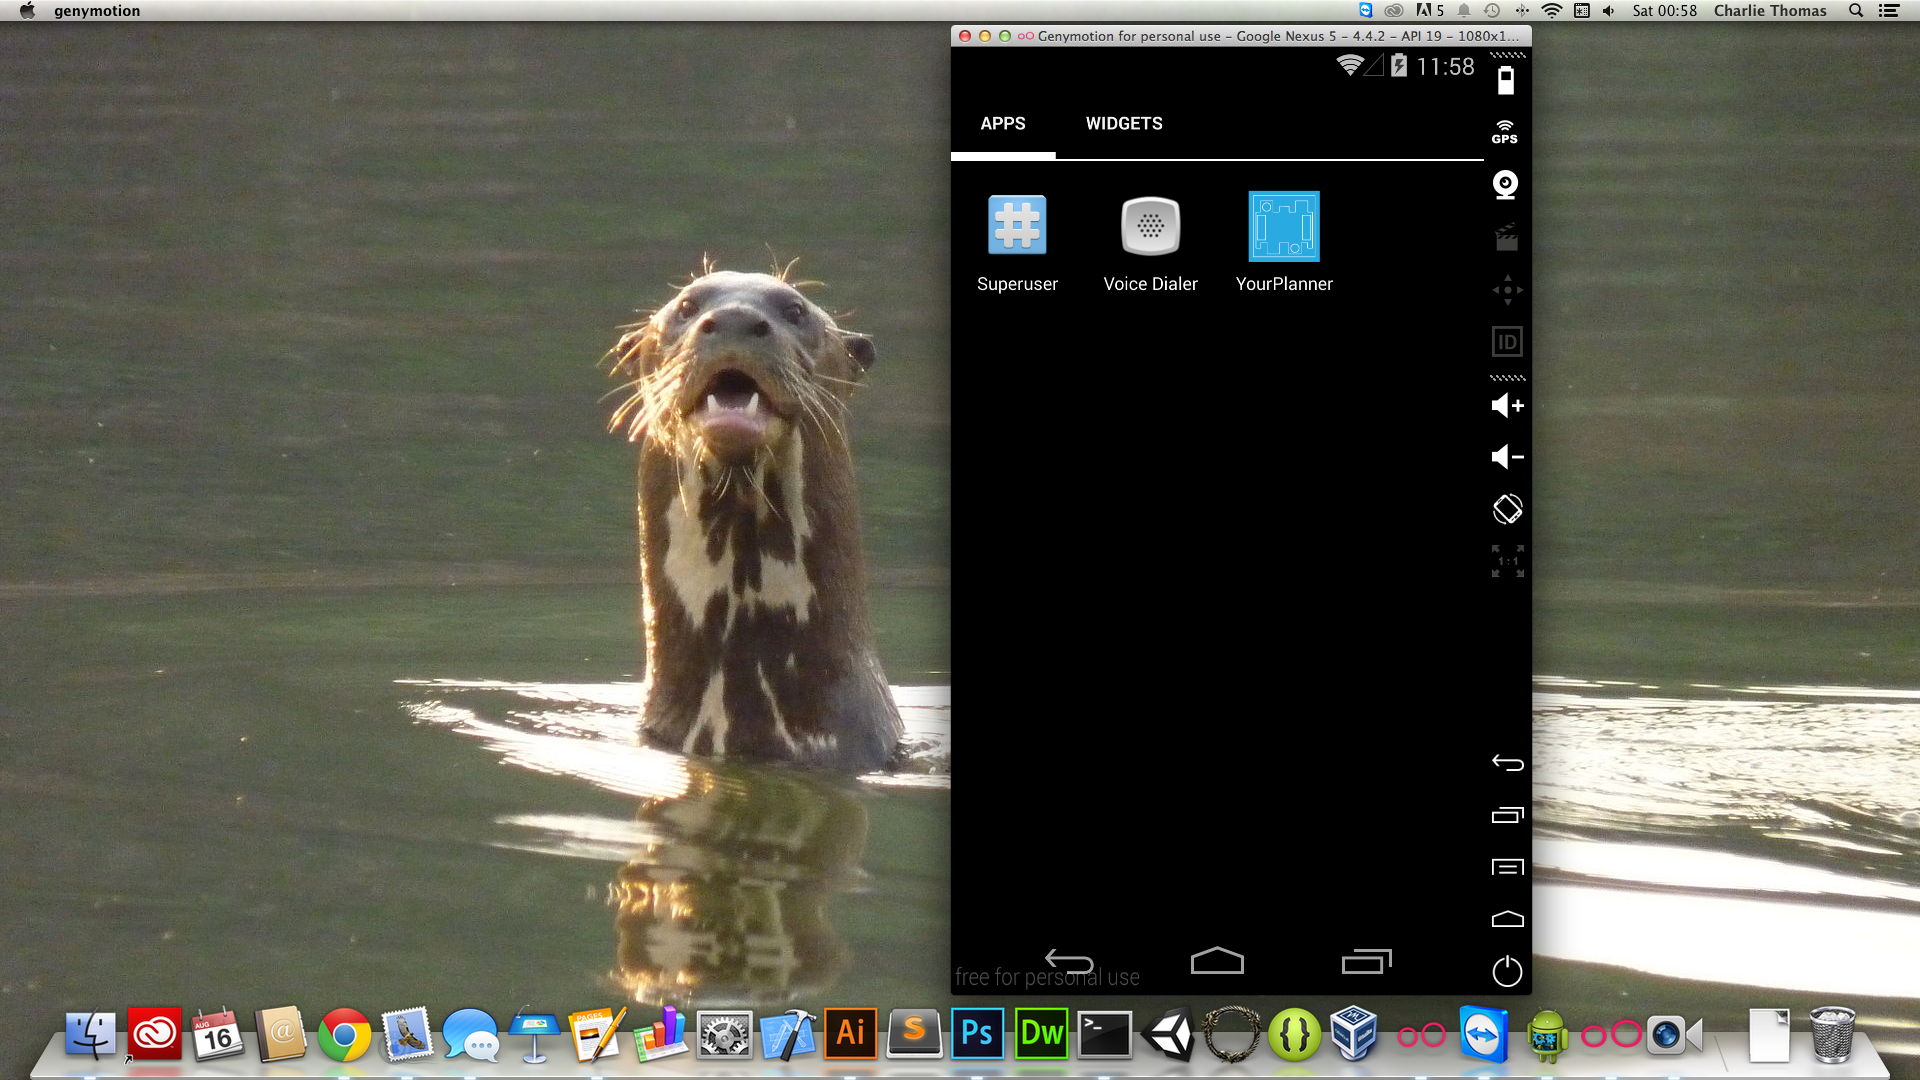 genymotion
5
Sat 00:58
Charlie Thomas
Genymotion for personal use – Google Nexus 5 – 4.4.2 – API 19 – 1080x1...
11:58
APPS
WIDGETS
GPS
Superuser
Voice Dialer
YourPlanner
ID
1:1
free for personal use
AUG
16
@
PAGES
Ai
S
Ps
Dw
>_
{}